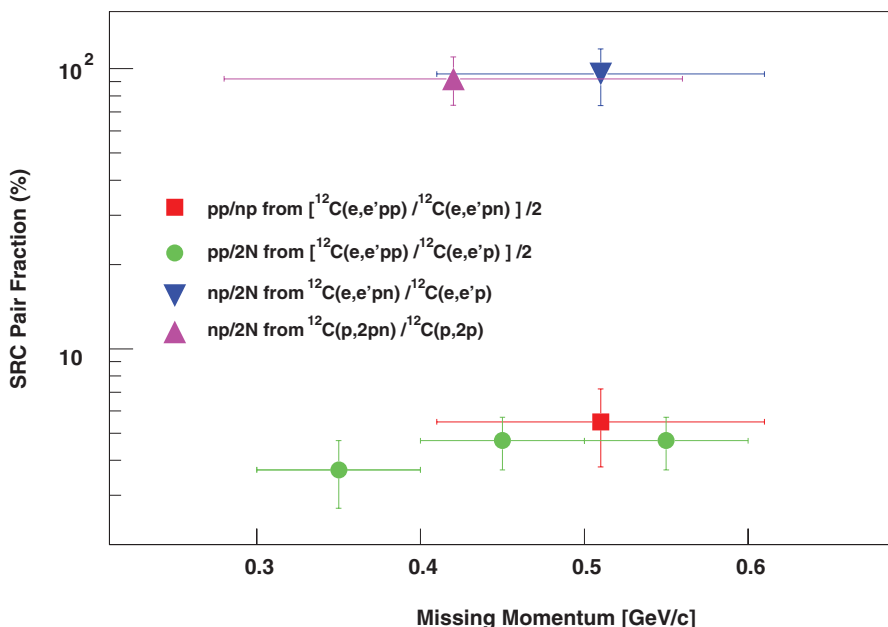 SRC Pair Fraction (%)
10²
10
pp/np from [¹²C(e,e'pp) /¹²C(e,e'pn) ] /2
pp/2N from [¹²C(e,e'pp) /¹²C(e,e'p) ] /2
np/2N from ¹²C(e,e'pn) /¹²C(e,e'p)
np/2N from ¹²C(p,2pn) /¹²C(p,2p)
0.3 0.4 0.5 0.6
Missing Momentum [GeV/c]